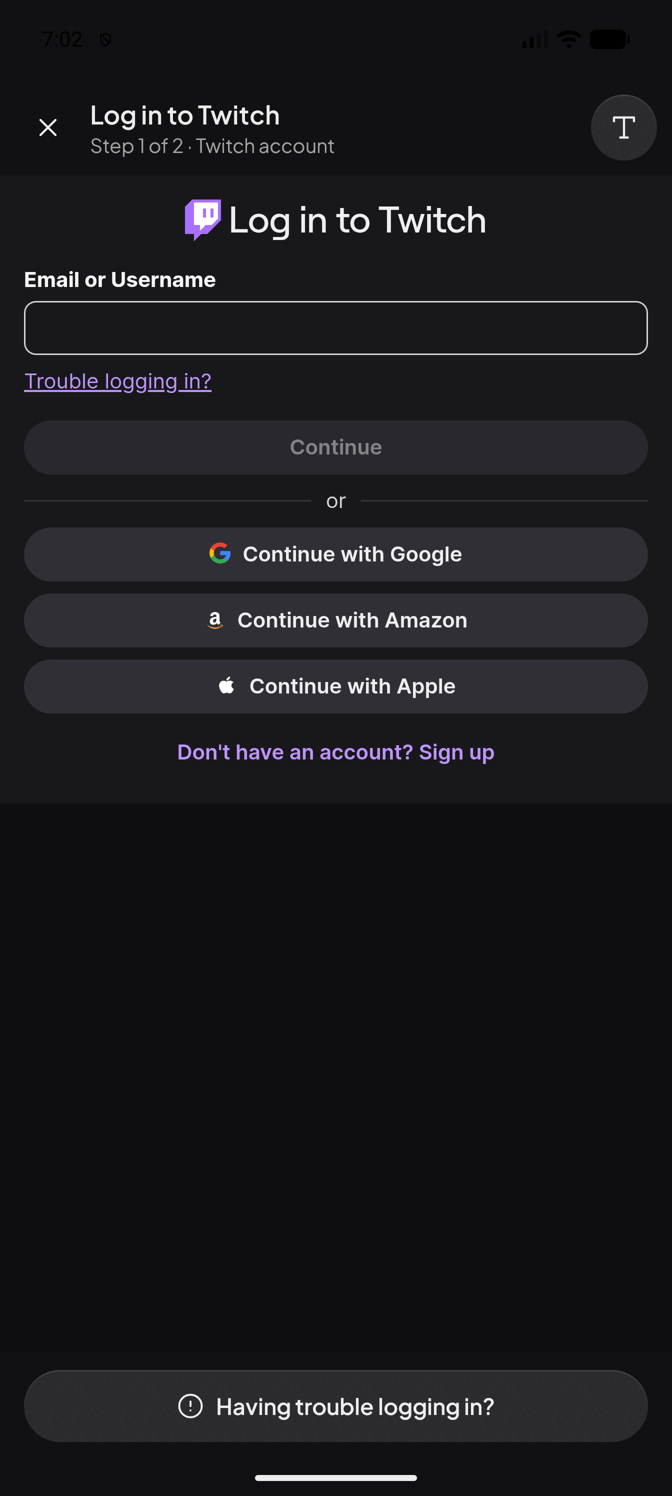 7:02
Log in to Twitch
Step 1 of 2 · Twitch account
T
Log in to Twitch
Email or Username
Trouble logging in?
Continue
or
Continue with Google
Continue with Amazon
Continue with Apple
Don't have an account? Sign up
Having trouble logging in?